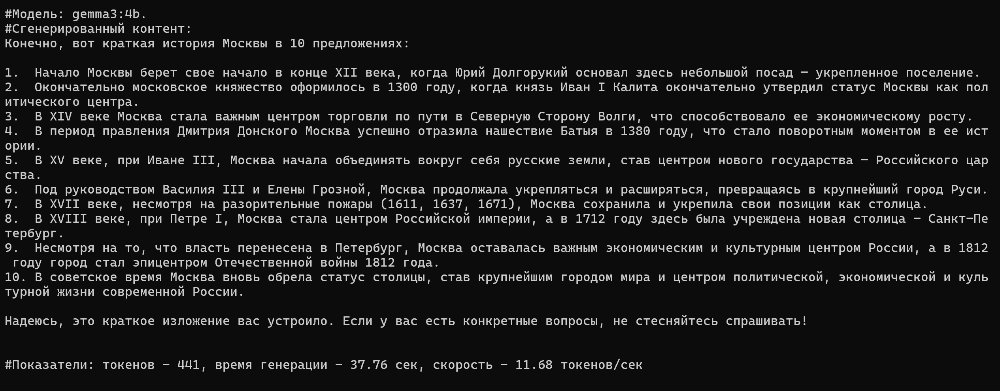 #Модель: gemma3:4b.
#Сгенерированный контент:
Конечно, вот краткая история Москвы в 10 предложениях:
1.  Начало Москвы берет свое начало в конце XII века, когда Юрий Долгорукий основал здесь небольшой посад – укрепленное поселение.
2.  Окончательно московское княжество оформилось в 1300 году, когда князь Иван I Калита окончательно утвердил статус Москвы как пол
итического центра.
3.  В XIV веке Москва стала важным центром торговли по пути в Северную Сторону Волги, что способствовало ее экономическому росту.
4.  В период правления Дмитрия Донского Москва успешно отразила нашествие Батыя в 1380 году, что стало поворотным моментом в ее ист
ории.
5.  В XV веке, при Иване III, Москва начала объединять вокруг себя русские земли, став центром нового государства – Российского цар
ства.
6.  Под руководством Василия III и Елены Грозной, Москва продолжала укрепляться и расширяться, превращаясь в крупнейший город Руси.
7.  В XVII веке, несмотря на разорительные пожары (1611, 1637, 1671), Москва сохранила и укрепила свои позиции как столица.
8.  В XVIII веке, при Петре I, Москва стала центром Российской империи, а в 1712 году здесь была учреждена новая столица – Санкт-Пе
тербург.
9.  Несмотря на то, что власть перенесена в Петербург, Москва оставалась важным экономическим и культурным центром России, а в 1812
 году город стал эпицентром Отечественной войны 1812 года.
10. В советское время Москва вновь обрела статус столицы, став крупнейшим городом мира и центром политической, экономической и куль
турной жизни современной России.
Надеюсь, это краткое изложение вас устроило. Если у вас есть конкретные вопросы, не стесняйтесь спрашивать!
#Показатели: токенов – 441, время генерации – 37.76 сек, скорость – 11.68 токенов/сек